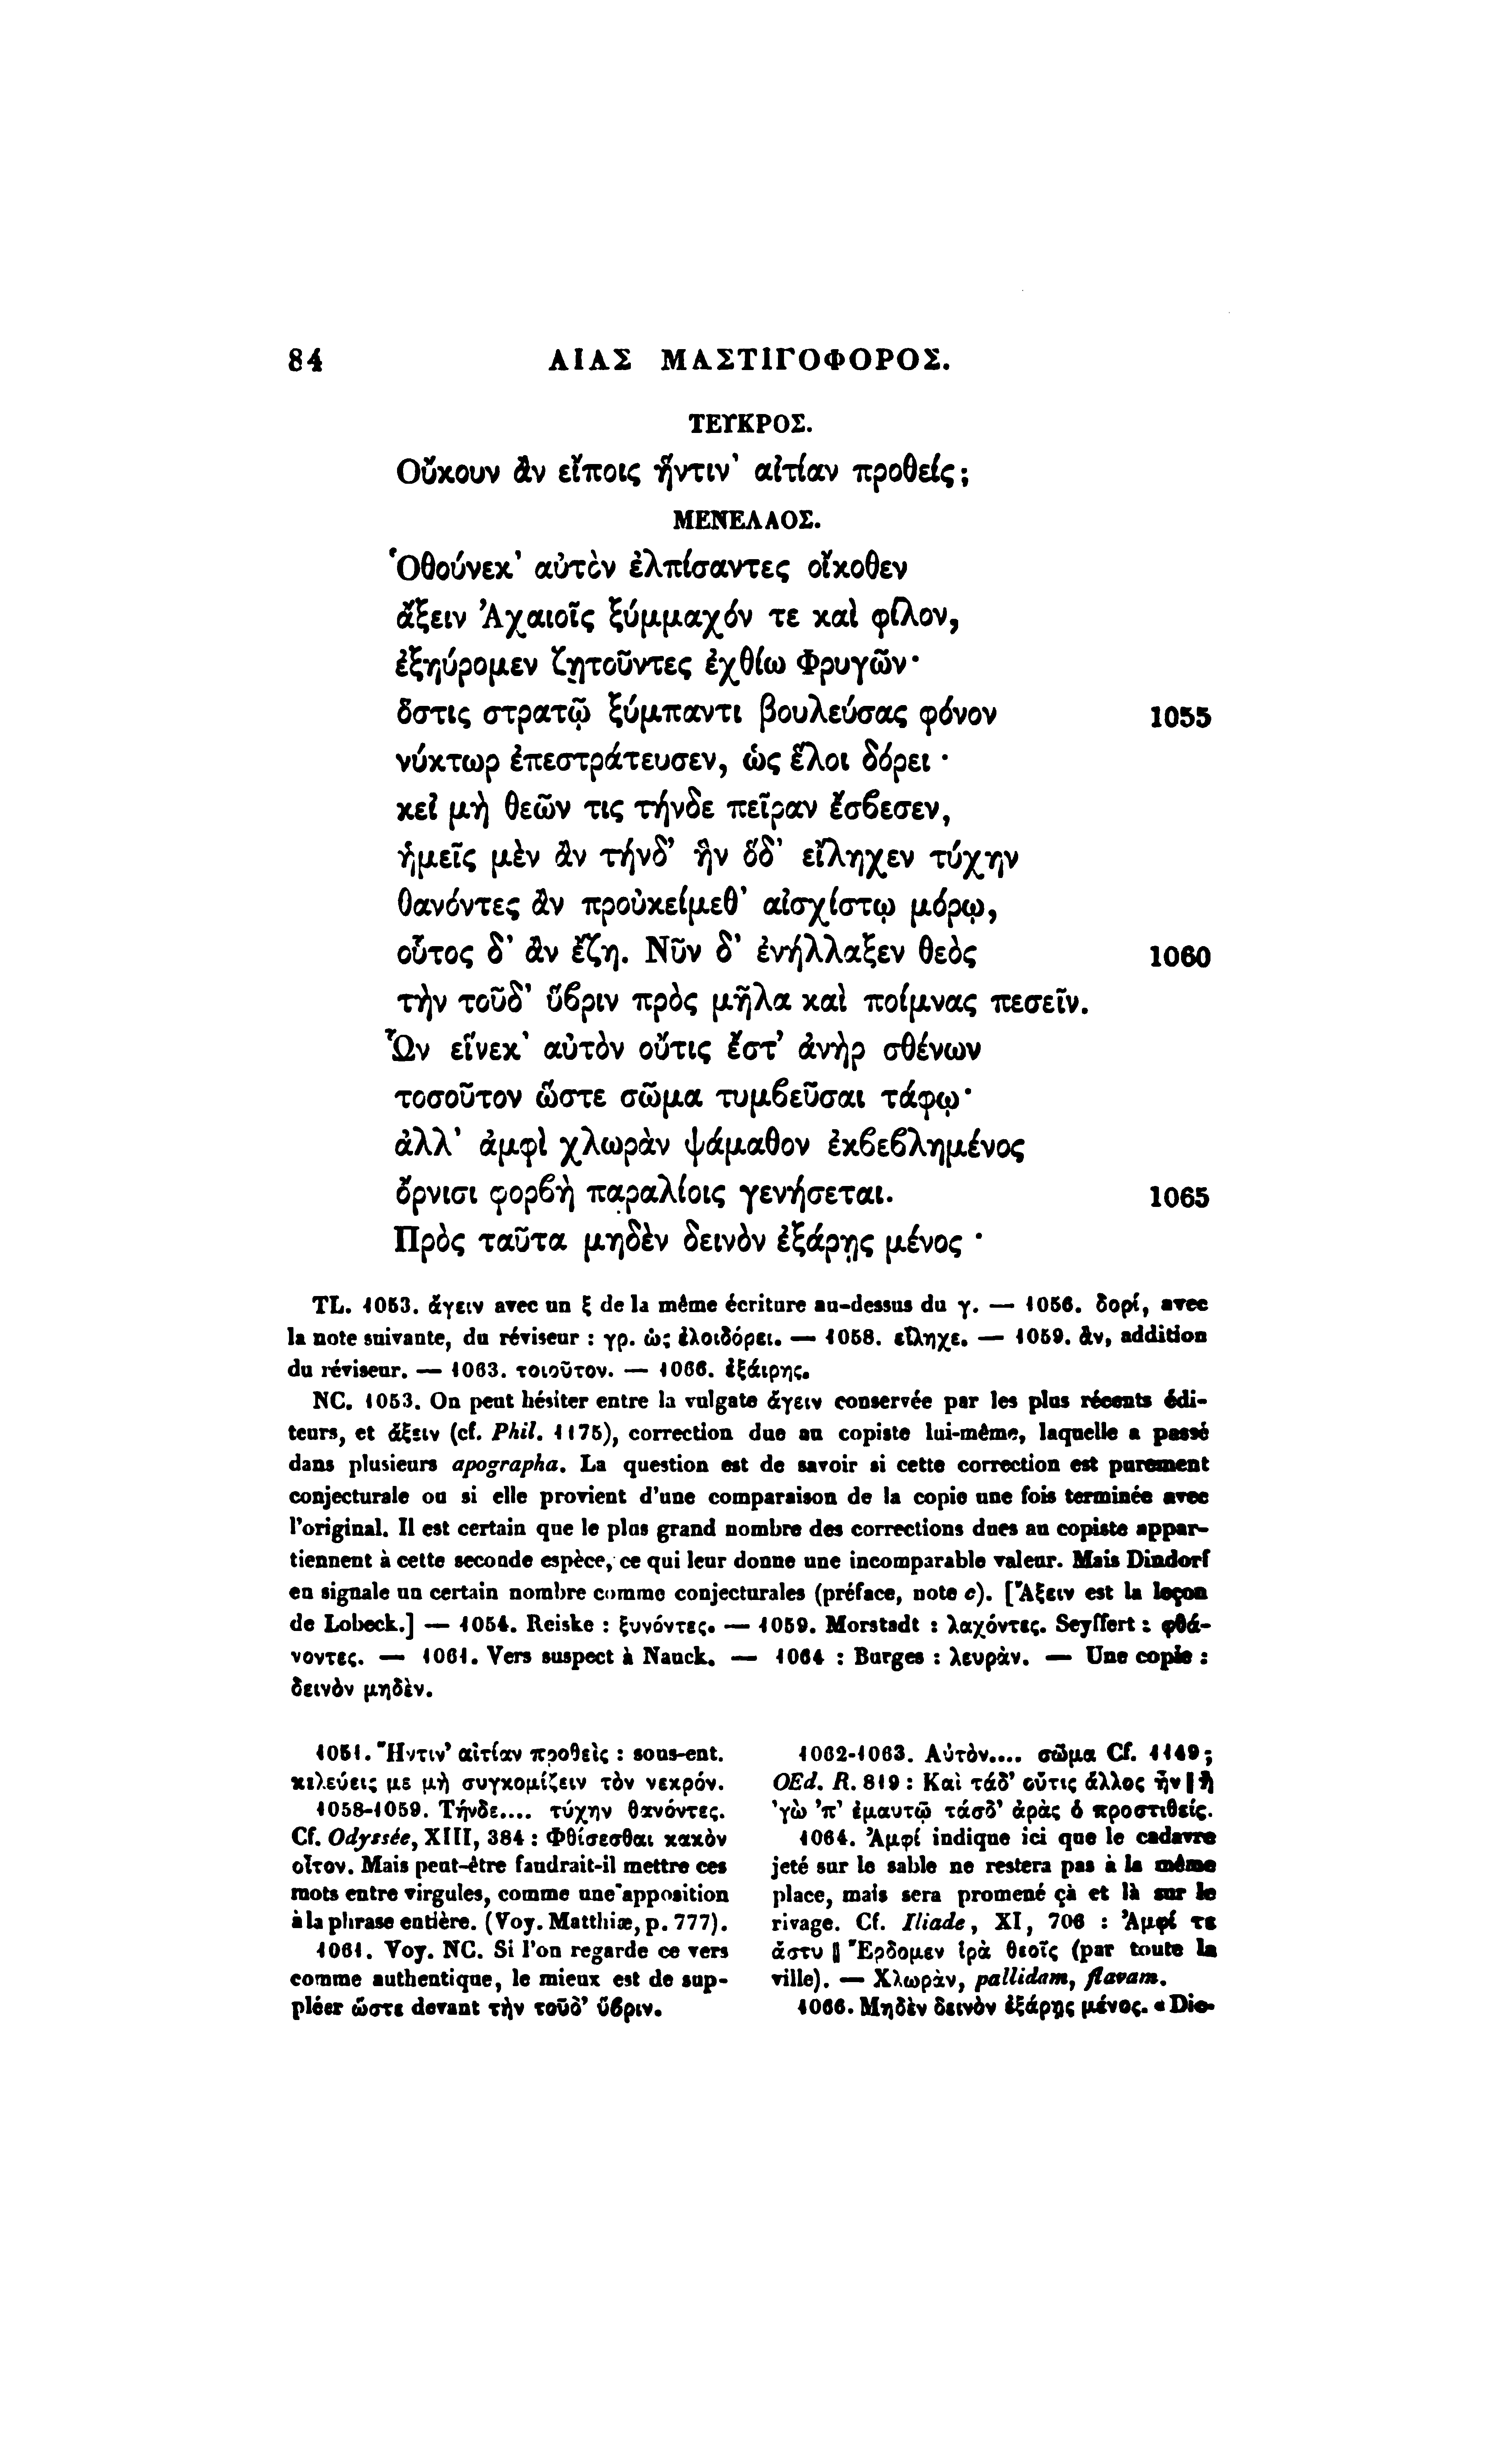 84 ΑΙΑΣ ΜΑΣΤΙΓΟΦΟΡΟΣ.
ΤΕΥΚΡΟΣ.
Οὔκουν ἂν εἴποις ἥντιν’ αἰτίαν προθείς;
ΜΕΝΕΛΑΟΣ.
Ὁθούνεκ’ αὐτὸν ἐλπίσαντες οἴκοθεν
ἄξειν Ἀχαιοῖς ξύμμαχόν τε καὶ φίλον,
ἐξηύρομεν ζητοῦντες ἐχθίω Φρυγῶν·
ὅστις στρατῷ ξύμπαντι βουλεύσας φόνον 1055
νύκτωρ ἐπεστράτευσεν, ὡς ἕλοι δόρει·
κεἰ μὴ θεῶν τις τήνδε πεῖραν ἔσϐεσεν,
ἡμεῖς μὲν ἂν τήνδ’ ἣν ὅδ’ εἴληχεν τύχην
θανόντες ἂν προὐκείμεθ’ αἰσχίστῳ μόρῳ,
οὗτος δ’ ἂν ἔζη. Νῦν δ’ ἐνήλλαξεν θεὸς 1060
τὴν τοῦδ’ ὕϐριν πρὸς μῆλα καὶ ποίμνας πεσεῖν.
Ὧν εἵνεκ’ αὐτὸν οὔτις ἔστ’ ἀνὴρ σθένων
τοσοῦτον ὥστε σῶμα τυμϐεῦσαι τάφῳ·
ἀλλ’ ἀμφὶ χλωρὰν ψάμαθον ἐκϐεϐλημένος
ὄρνισι φορϐὴ παραλίοις γενήσεται. 1065
Πρὸς ταῦτα μηδὲν δεινὸν ἐξάρῃς μένος·
TL. 1053. ἄγειν avec un ξ de la même écriture au-dessus du γ. — 1056. δορί, avec
la note suivante, du réviseur : γρ. ὡς ἐλοιδόρει. — 1058. εἴληχε. — 1059. ἂν, addition
du réviseur. — 1063. τοιοῦτον. — 1066. ἐξάιρης.
NC. 1053. On peut hésiter entre la vulgate ἄγειν conservée par les plus récents édi-
teurs, et ἄξειν (cf. Phil. 1175), correction due au copiste lui-même, laquelle a passé
dans plusieurs apographa. La question est de savoir si cette correction est purement
conjecturale ou si elle provient d’une comparaison de la copie une fois terminée avec
l’original. Il est certain que le plus grand nombre des corrections dues au copiste appar-
tiennent à cette seconde espèce, ce qui leur donne une incomparable valeur. Mais Dindorf
en signale un certain nombre comme conjecturales (préface, note c). [Ἄξειν est la leçon
de Lobeck.] — 1054. Reiske : ξυνόντες. — 1059. Morstadt : λαχόντες. Seyffert : φθά-
νοντες. — 1061. Vers suspect à Nauck. — 1064 : Burges : λευρὰν. — Une copie :
δεινὸν μηδὲν.
1051. Ἥντιν’ αἰτίαν προθεὶς : sous-ent.
κελεύεις με μὴ συγκομίζειν τὸν νεκρόν.
1058-1059. Τήνδε.... τύχην θανόντες.
Cf. Odyssée, XIII, 384 : Φθίσεσθαι κακὸν
οἶτον. Mais peut-être faudrait-il mettre ces
mots entre virgules, comme une apposition
à la phrase entière. (Voy. Matthiæ, p. 777).
1061. Voy. NC. Si l’on regarde ce vers
comme authentique, le mieux est de sup-
pléer ὥστε devant τὴν τοῦδ’ ὕϐριν.
1062-1063. Αὐτὸν.... σῶμα Cf. 1149;
OEd. R. 819 : Καὶ τάδ’ οὔτις ἄλλος ἦν | ἢ
’γὼ ’π’ ἐμαυτῷ τάσδ’ ἀρὰς ὁ προστιθείς.
1064. Ἀμφί indique ici que le cadavre
jeté sur le sable ne restera pas à la même
place, mais sera promené çà et là sur le
rivage. Cf. Iliade, XI, 706 : Ἀμφί τε
ἄστυ || Ἔρδομεν ἱρὰ θεοῖς (par toute la
ville). — Χλωρὰν, pallidam, flavam.
1066. Μηδὲν δεινὸν ἐξάρῃς μένος. « Dic-